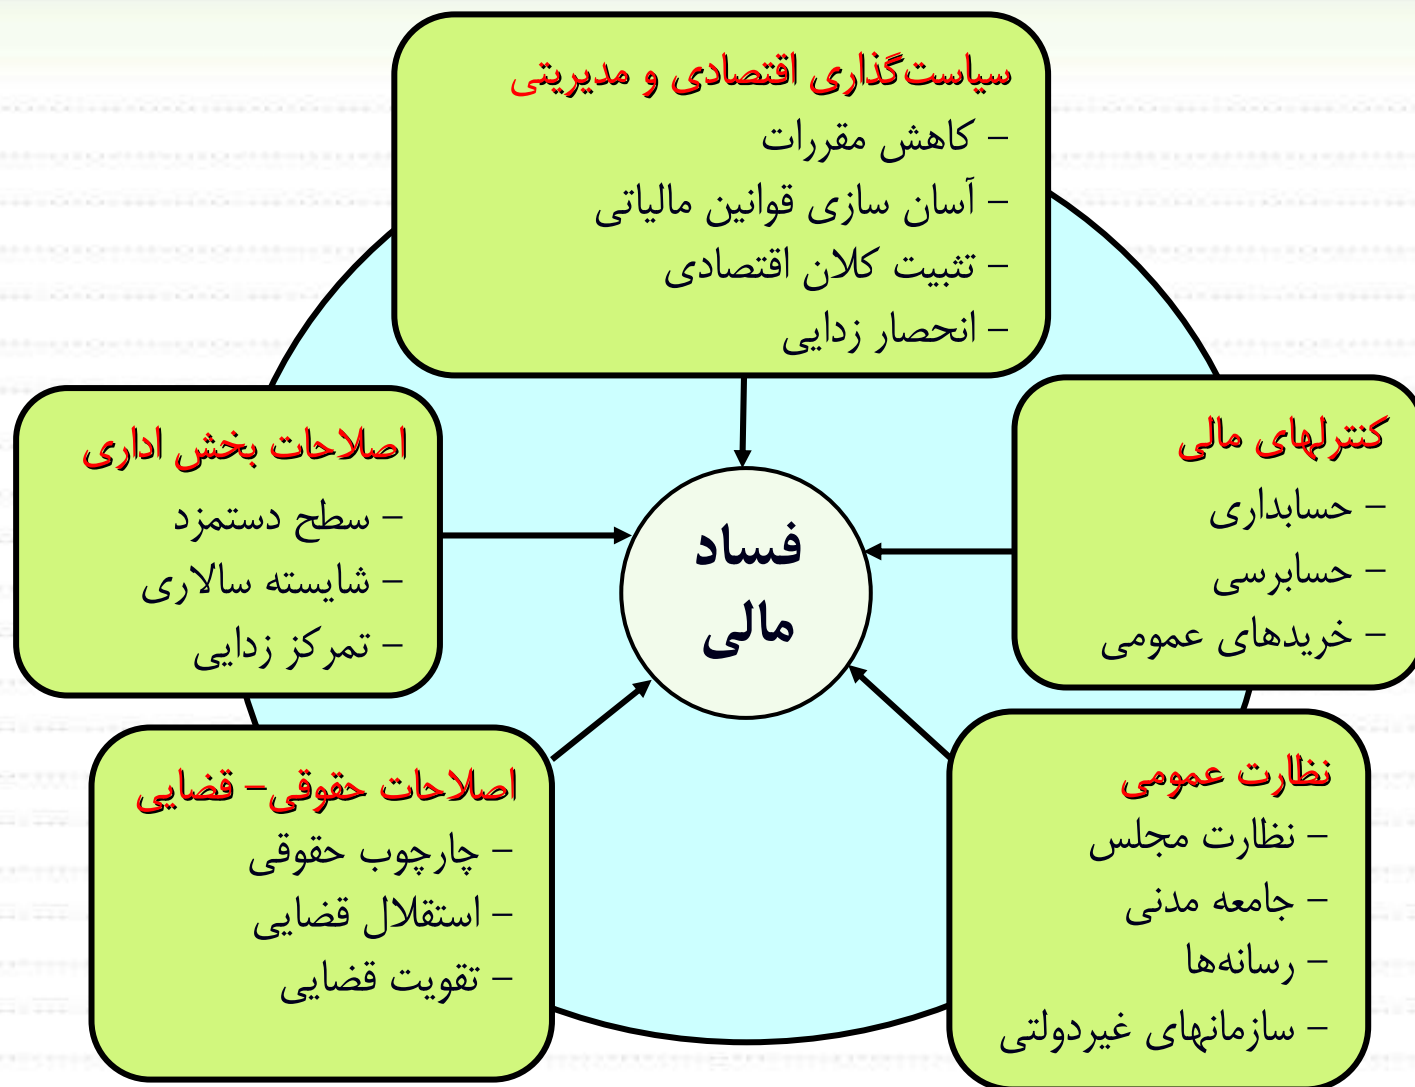 سیاست‌گذاری اقتصادی و مدیریتی
– کاهش مقررات
– آسان سازی قوانین مالیاتی
– تثبیت کلان اقتصادی
– انحصار زدایی
کنترلهای مالی
– حسابداری
– حسابرسی
– خریدهای عمومی
اصلاحات بخش اداری
– سطح دستمزد
– شایسته سالاری
– تمرکز زدایی
فساد
مالی
نظارت عمومی
– نظارت مجلس
– جامعه مدنی
– رسانه‌ها
– سازمانهای غیردولتی
اصلاحات حقوقی– قضایی
– چارچوب حقوقی
– استقلال قضایی
– تقویت قضایی